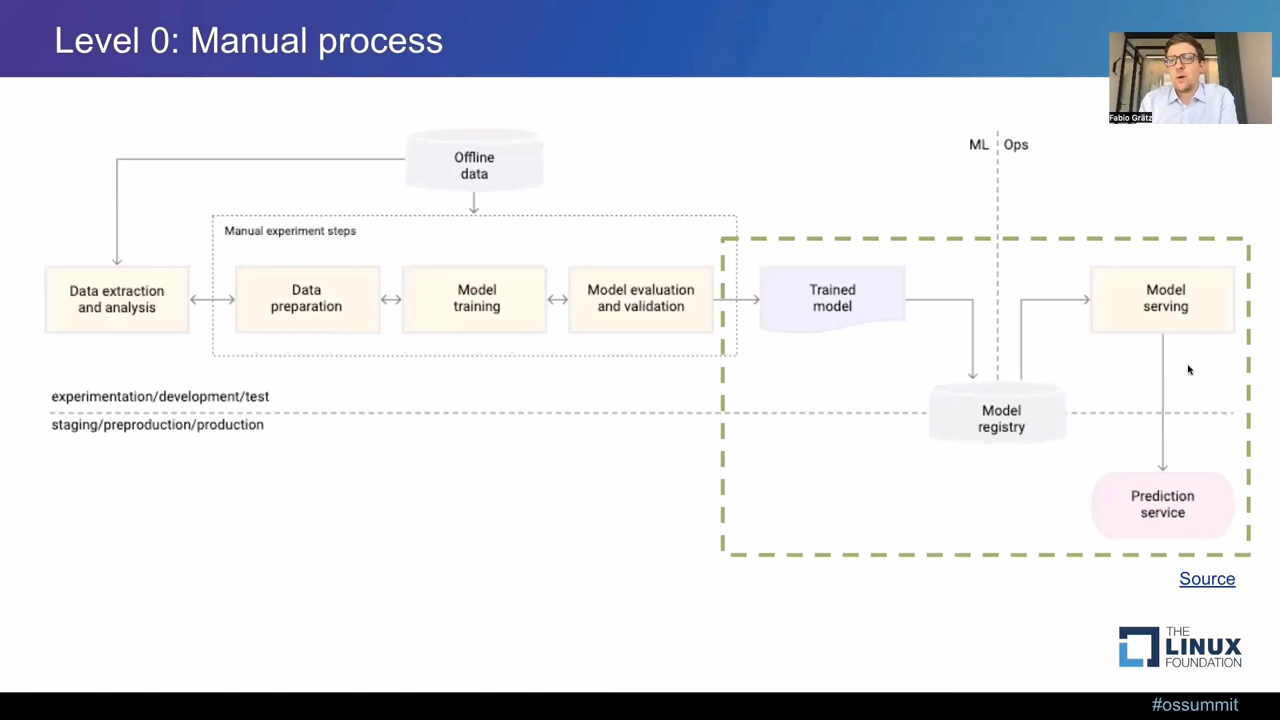 Level 0: Manual process
Fabio Grätz
Offline
data
ML
Ops
Manual experiment steps
Data extraction
and analysis
Data
preparation
Model
training
Model evaluation
and validation
Trained
model
Model
serving
experimentation/development/test
staging/preproduction/production
Model
registry
Prediction
service
Source
THE
LINUX
FOUNDATION
#ossummit